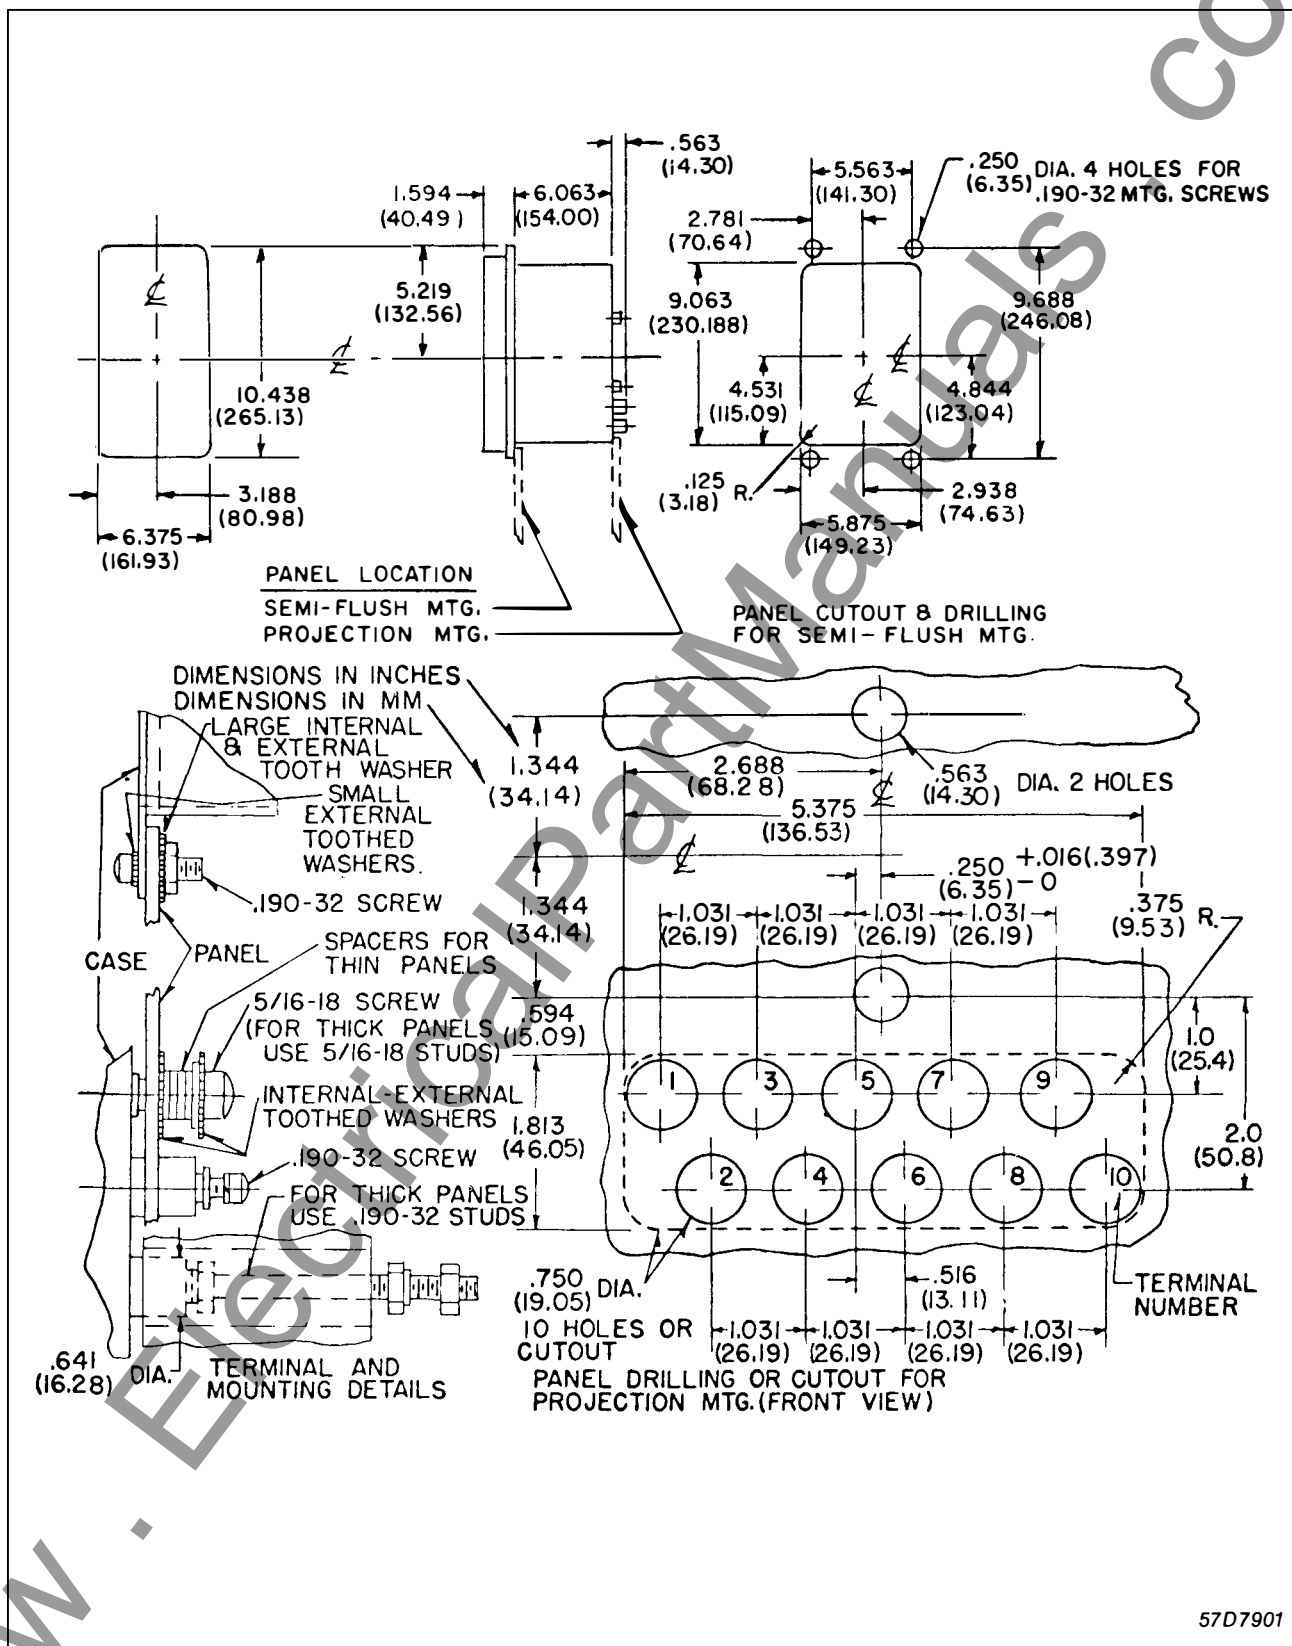 .563
(14.30)
1.594
(40.49)
6.063
(154.00)
5.563
(141.30)
.250
(6.35) DIA. 4 HOLES FOR
.190-32 MTG. SCREWS
2.781
(70.64)
5.219
(132.56)
9.063
(230.188)
9.688
(246.08)
10.438
(265.13)
4.531
(115.09)
4.844
(123.04)
3.188
(80.98)
.125
(3.18) R.
2.938
(74.63)
6.375
(161.93)
5.875
(149.23)
PANEL LOCATION
SEMI-FLUSH MTG.
PROJECTION MTG.
PANEL CUTOUT & DRILLING
FOR SEMI-FLUSH MTG.
DIMENSIONS IN INCHES
DIMENSIONS IN MM
LARGE INTERNAL
& EXTERNAL
TOOTH WASHER
SMALL
EXTERNAL
TOOTHED
WASHERS.
.190-32 SCREW
1.344
(34.14)
2.688
(68.28)
.563
(14.30) DIA. 2 HOLES
5.375
(136.53)
.250 +.016(.397)
(6.35) -0
1.344
(34.14)
1.031 1.031 1.031 1.031
(26.19) (26.19) (26.19) (26.19)
.375
(9.53) R.
CASE
PANEL
SPACERS FOR
THIN PANELS
5/16-18 SCREW
(FOR THICK PANELS
USE 5/16-18 STUDS)
.594
(15.09)
1.0
(25.4)
INTERNAL-EXTERNAL
TOOTHED WASHERS
1.813
(46.05)
1 3 5 7 9
2.0
(50.8)
2 4 6 8 10
.190-32 SCREW
FOR THICK PANELS
USE .190-32 STUDS
.750
(19.05) DIA.
10 HOLES OR
CUTOUT
.516
(13.11)
TERMINAL
NUMBER
1.031 1.031 1.031 1.031
(26.19) (26.19) (26.19) (26.19)
.641
(16.28) DIA.
TERMINAL AND
MOUNTING DETAILS
PANEL DRILLING OR CUTOUT FOR
PROJECTION MTG. (FRONT VIEW)
57D7901
w . ElectricalPartManuals . co